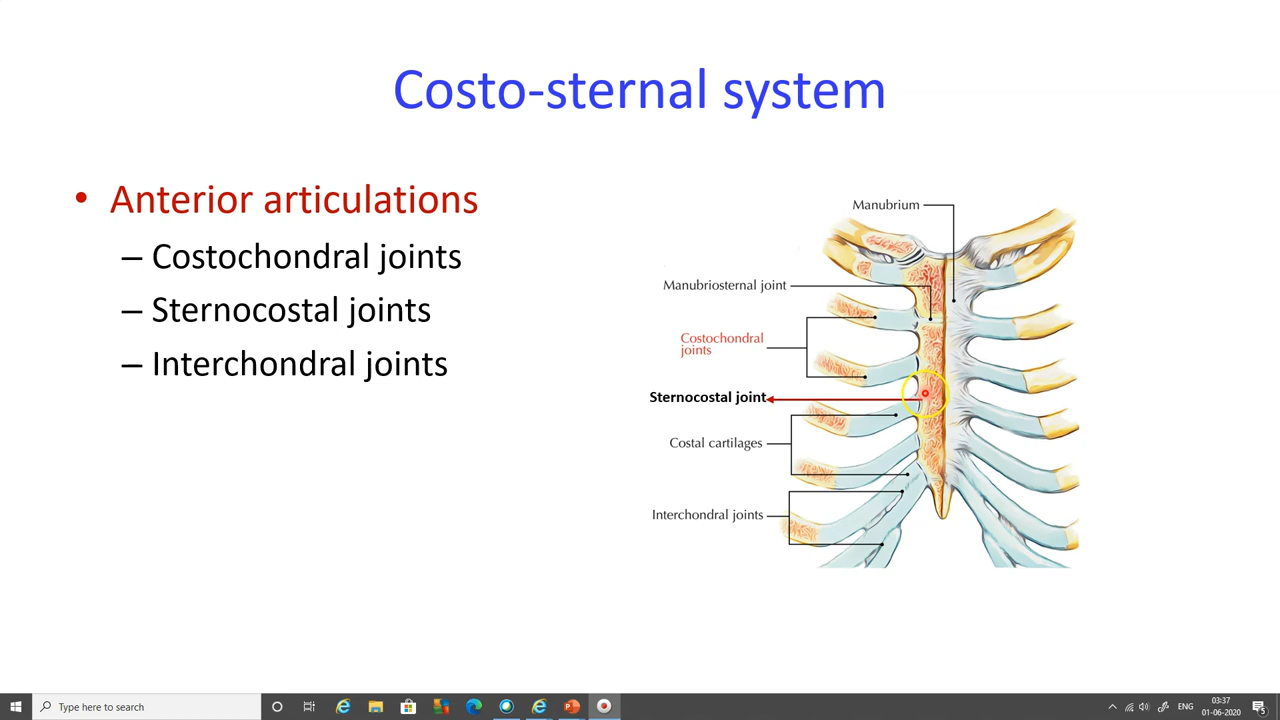 Costo-sternal system
• Anterior articulations
– Costochondral joints
– Sternocostal joints
– Interchondral joints
Manubrium
Manubriosternal joint
Costochondral
joints
Sternocostal joint
Costal cartilages
Interchondral joints
Type here to search
ENG
03:37
01-06-2020
5